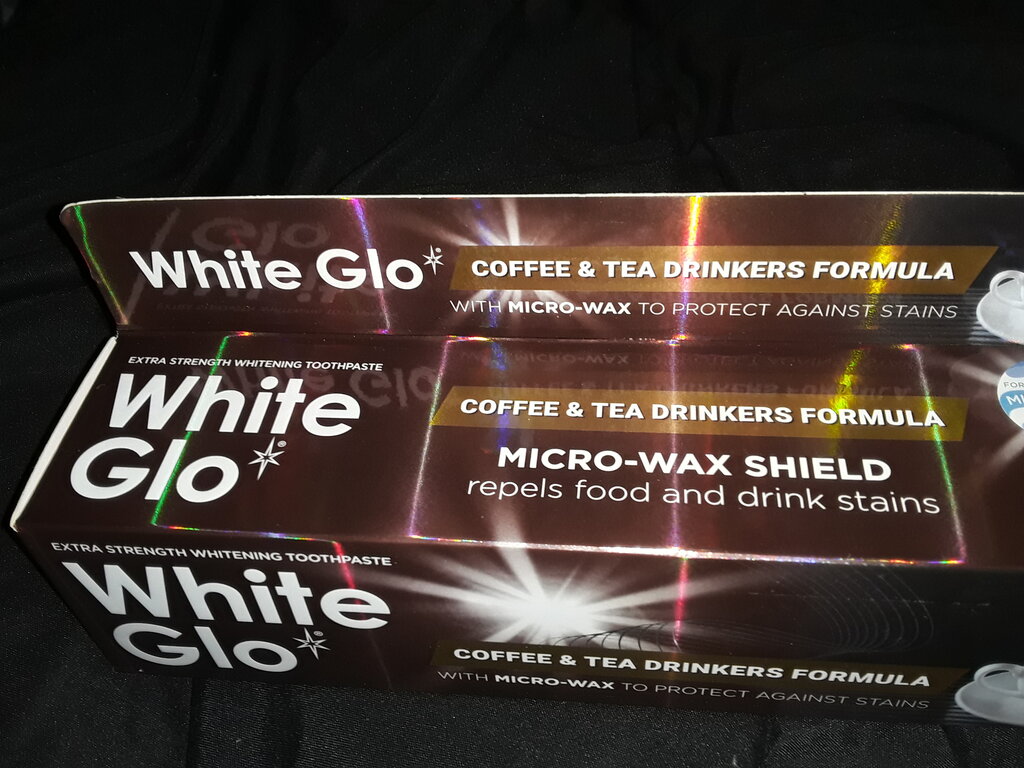 White Glo
COFFEE & TEA DRINKERS FORMULA
WITH MICRO-WAX TO PROTECT AGAINST STAINS
EXTRA STRENGTH WHITENING TOOTHPASTE
White
Glo®
COFFEE & TEA DRINKERS FORMULA
MICRO-WAX SHIELD
repels food and drink stains
EXTRA STRENGTH WHITENING TOOTHPASTE
White
Glo®
COFFEE & TEA DRINKERS FORMULA
WITH MICRO-WAX TO PROTECT AGAINST STAINS